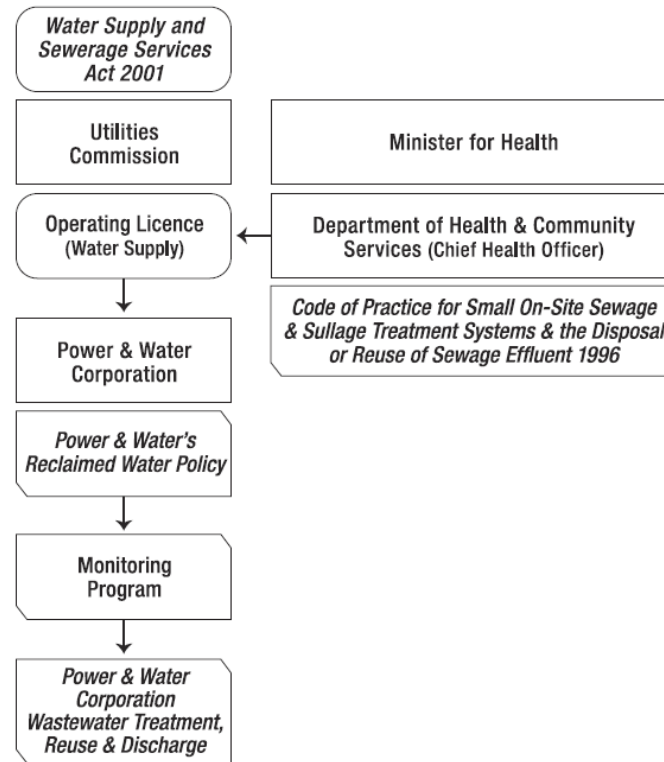 Water Supply and
Sewerage Services
Act 2001
Utilities
Commission
Minister for Health
Operating Licence
(Water Supply)
Department of Health & Community
Services (Chief Health Officer)
Code of Practice for Small On-Site Sewage
& Sullage Treatment Systems & the Disposal
or Reuse of Sewage Effluent 1996
Power & Water
Corporation
Power & Water's
Reclaimed Water Policy
Monitoring
Program
Power & Water
Corporation
Wastewater Treatment,
Reuse & Discharge